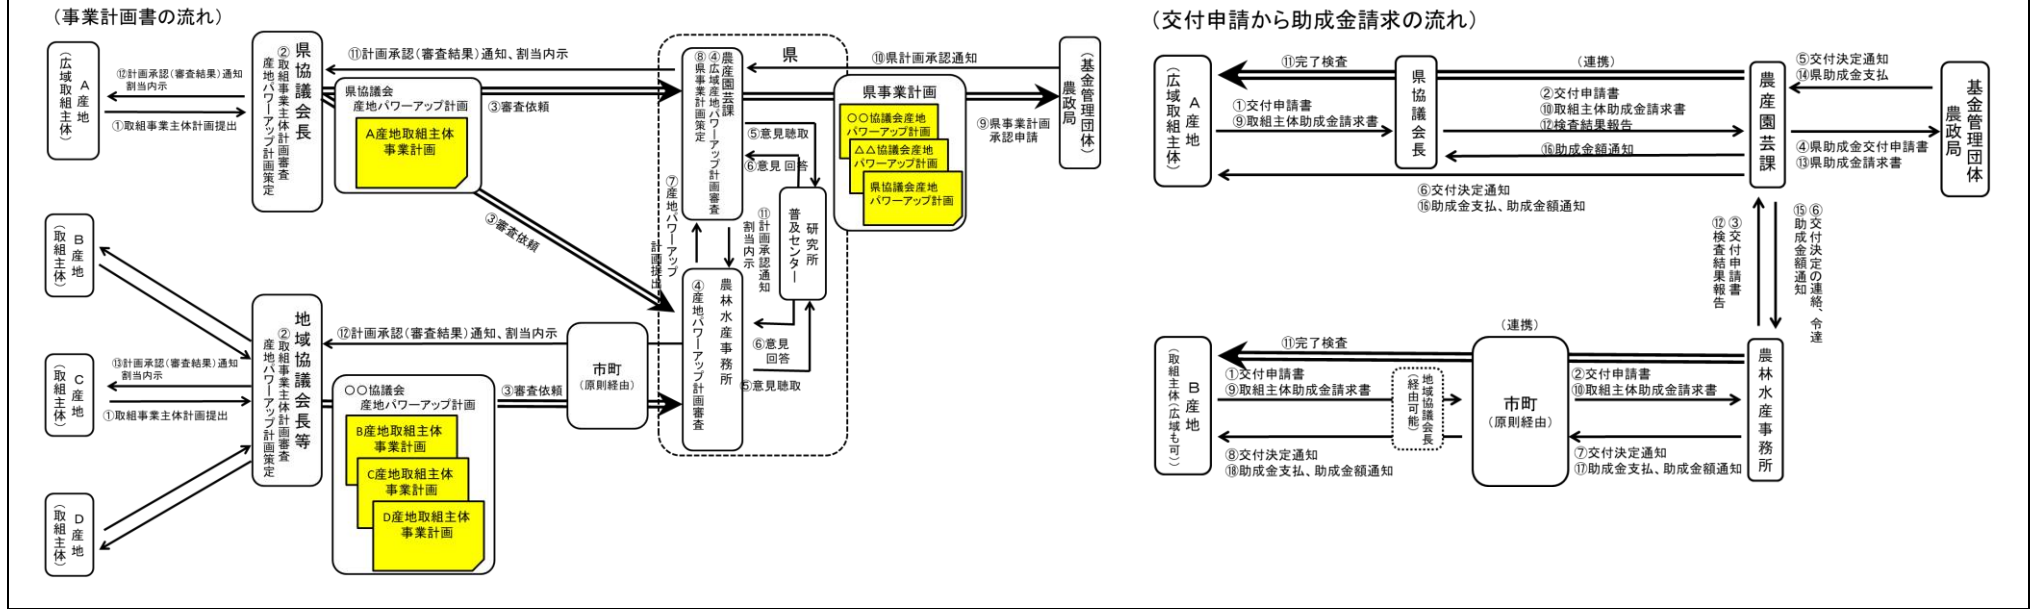 (事業計画書の流れ)
A産地
(広域取組主体)
⑫計画承認(審査結果)通知
割当内示
①取組事業主体計画提出
県協議会長
②取組事業主体計画審査
産地パワーアップ計画策定
⑪計画承認(審査結果)通知、割当内示
県協議会
産地パワーアップ計画
A産地取組主体
事業計画
③審査依頼
③審査依頼
県
農産園芸課
④広域産地パワーアップ計画審査
⑧県事業計画策定
⑤意見聴取
⑥意見回答
⑦産地パワーアップ
計画提出
⑪計画承認通知
割当内示
研究所
普及センター
⑩県計画承認通知
県事業計画
〇〇協議会産地
パワーアップ計画
△△協議会産地
パワーアップ計画
県協議会産地
パワーアップ計画
⑨県事業計画
承認申請
(基金管理団体)
農政局
B産地
(取組主体)
C産地
(取組主体)
⑬計画承認(審査結果)通知
割当内示
①取組事業主体計画提出
D産地
(取組主体)
地域協議会長等
②取組事業主体計画審査
産地パワーアップ計画策定
⑫計画承認(審査結果)通知、割当内示
〇〇協議会
産地パワーアップ計画
B産地取組主体
事業計画
C産地取組主体
事業計画
D産地取組主体
事業計画
③審査依頼
市町
(原則経由)
農林水産事務所
④産地パワーアップ計画審査
⑥意見
回答
⑤意見聴取
(交付申請から助成金請求の流れ)
A産地
(広域取組主体)
⑪完了検査
①交付申請書
⑨取組主体助成金請求書
県協議会長
(連携)
②交付申請書
⑩取組主体助成金請求書
⑫検査結果報告
⑯助成金額通知
⑥交付決定通知
⑯助成金支払、助成金額通知
農産園芸課
⑤交付決定通知
⑭県助成金支払
④県助成金交付申請書
⑬県助成金請求書
基金管理団体
農政局
③交付申請書
⑫検査結果報告
⑥交付決定の連絡、令達
⑮助成金額通知
B産地
(取組主体(広域も可))
⑪完了検査
①交付申請書
⑨取組主体助成金請求書
地域協議会長
(経由可能)
⑧交付決定通知
⑱助成金支払、助成金額通知
(連携)
市町
(原則経由)
②交付申請書
⑩取組主体助成金請求書
⑦交付決定通知
⑰助成金支払、助成金額通知
農林水産事務所